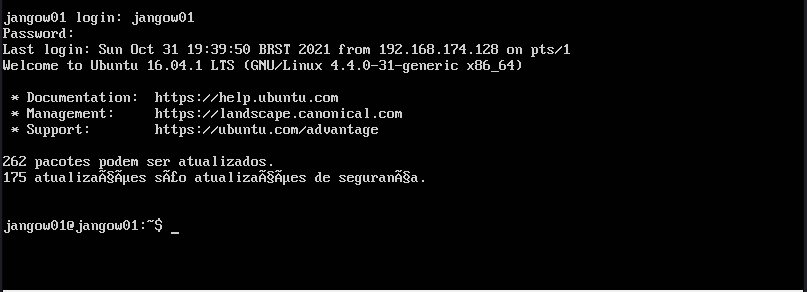 jangow01 login: jangow01
Password:
Last login: Sun Oct 31 19:39:50 BRST 2021 from 192.168.174.128 on pts/1
Welcome to Ubuntu 16.04.1 LTS (GNU/Linux 4.4.0-31-generic x86_64)
* Documentation:  https://help.ubuntu.com
* Management:     https://landscape.canonical.com
* Support:        https://ubuntu.com/advantage
262 pacotes podem ser atualizados.
175 atualizaÃ§Ãµes sÃ£o atualizaÃ§Ãµes de seguranÃ§a.
jangow01@jangow01:~$ _